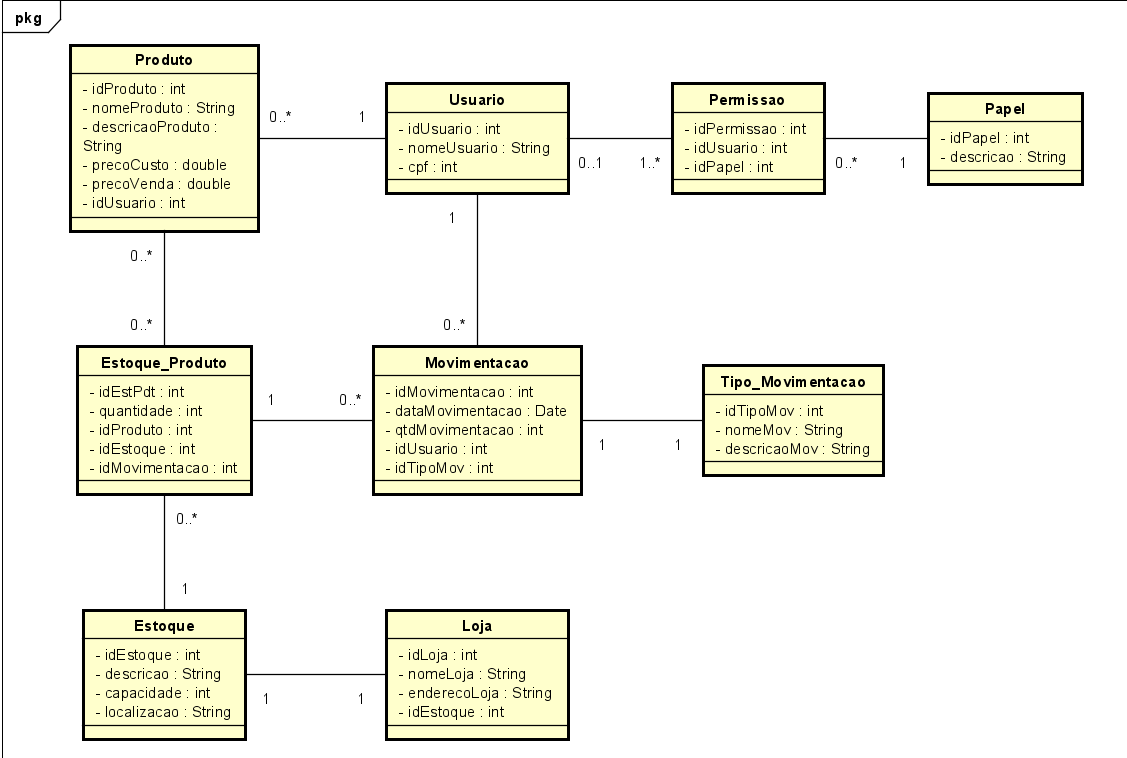 pkg
Produto
- idProduto : int
- nomeProduto : String
- descricaoProduto :
String
- precoCusto : double
- precoVenda : double
- idUsuario : int
0..*
1
Usuario
- idUsuario : int
- nomeUsuario : String
- cpf : int
0..1
1..*
Permissao
- idPermissao : int
- idUsuario : int
- idPapel : int
0..*
1
Papel
- idPapel : int
- descricao : String
0..*
0..*
1
0..*
Estoque_Produto
- idEstPdt : int
- quantidade : int
- idProduto : int
- idEstoque : int
- idMovimentacao : int
1
0..*
Movimentacao
- idMovimentacao : int
- dataMovimentacao : Date
- qtdMovimentacao : int
- idUsuario : int
- idTipoMov : int
1
1
Tipo_Movimentacao
- idTipoMov : int
- nomeMov : String
- descricaoMov : String
0..*
1
Estoque
- idEstoque : int
- descricao : String
- capacidade : int
- localizacao : String
1
1
Loja
- idLoja : int
- nomeLoja : String
- enderecoLoja : String
- idEstoque : int